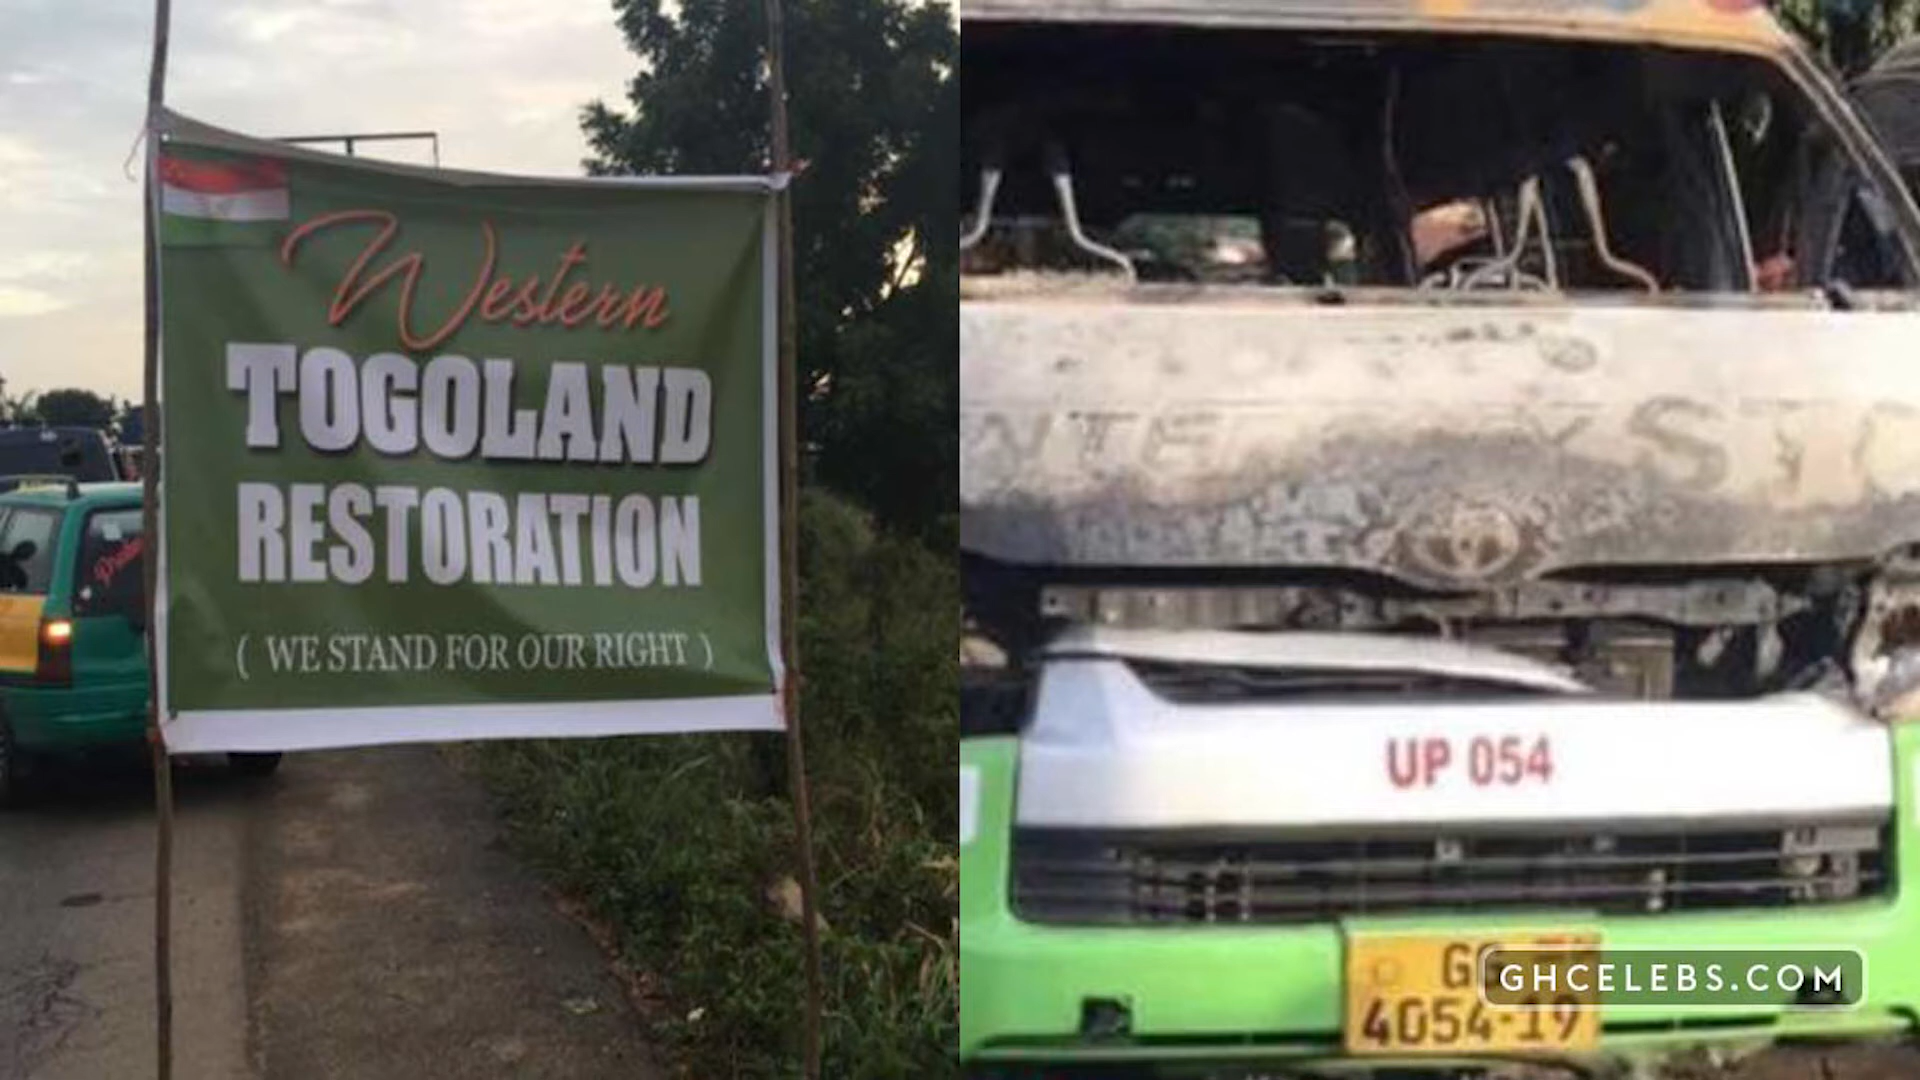 Western
TOGOLAND
RESTORATION
( WE STAND FOR OUR RIGHT )
UP 054
4054-19
GHCELEBS.COM